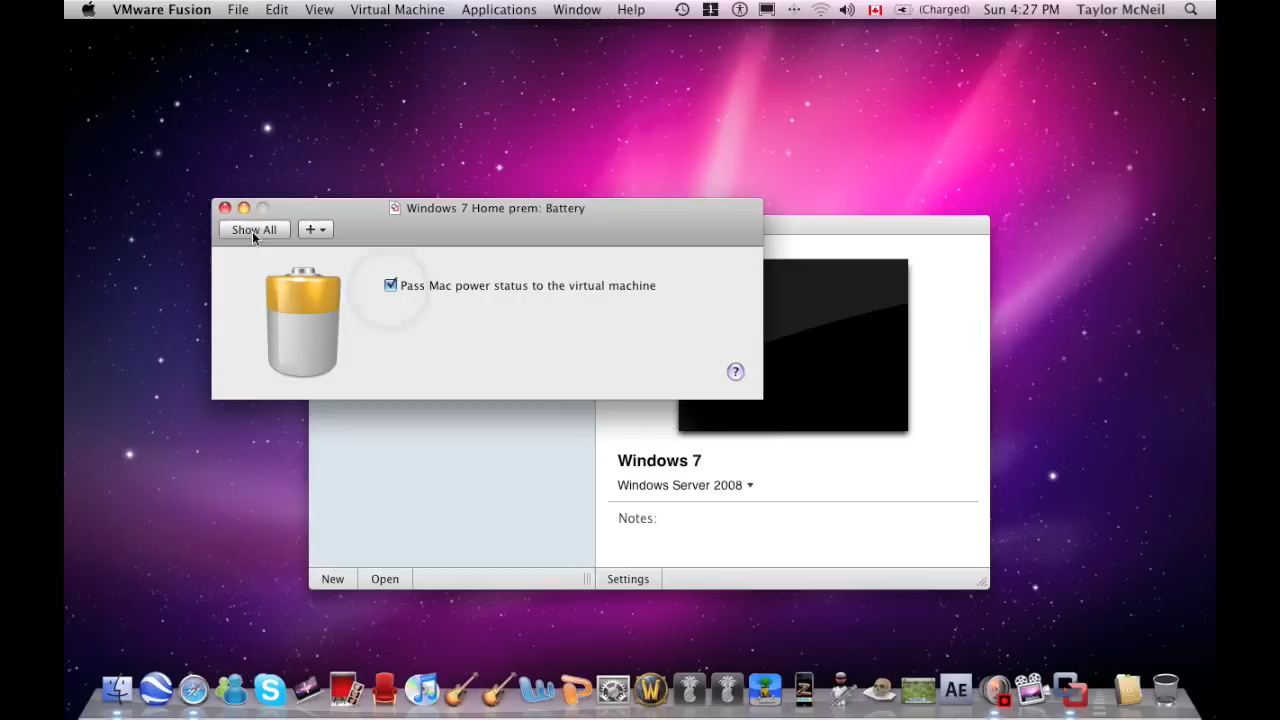 VMware Fusion File Edit View Virtual Machine Applications Window Help (Charged) Sun 4:27 PM Taylor McNeil
Windows 7 Home prem: Battery
Show All +
Pass Mac power status to the virtual machine
?
Windows 7
Windows Server 2008
Notes:
New Open Settings
AE